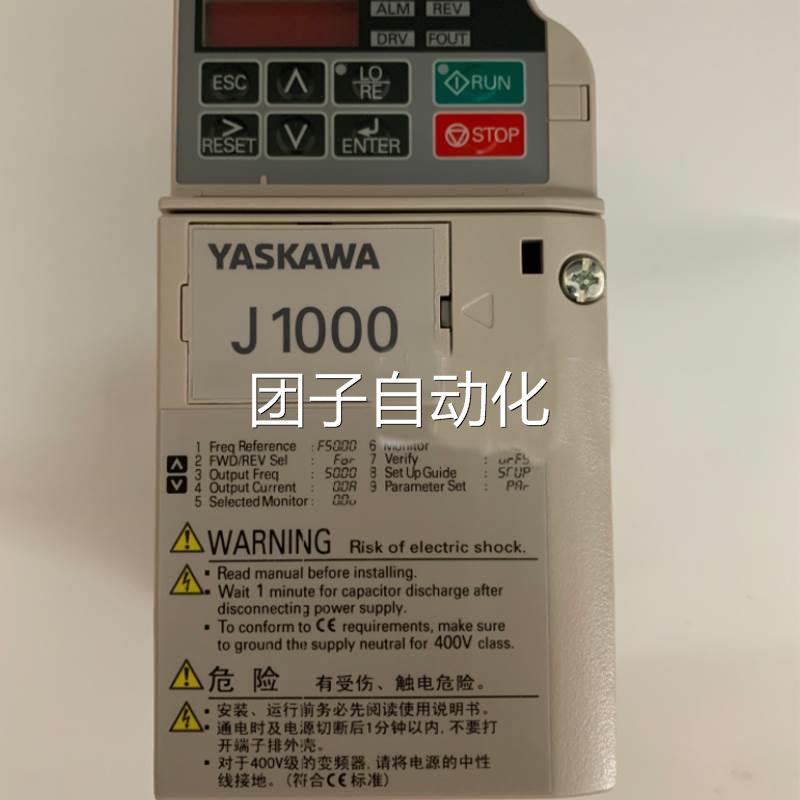 ALM REV
DRV FOUT
ESC LO RE RUN
RESET ENTER STOP
YASKAWA
J1000
团子自动化
1 Freq Reference : F50.00 6 Monitor
2 FWD/REV Sel : For 7 Verify :
3 Output Freq : 50.00 8 Set Up Guide : STUP
4 Output Current : 0.0A 9 Parameter Set : PAr
5 Selected Monitor :
WARNING Risk of electric shock.
• Read manual before installing.
• Wait 1 minute for capacitor discharge after
disconnecting power supply.
• To conform to CE requirements, make sure
to ground the supply neutral for 400V class.
危险 有受伤、触电危险。
• 安装、运行前务必先阅读使用说明书。
• 通电时及电源切断后1分钟以内,不要打
开端子排外壳。
• 对于400V级的变频器,请将电源的中性
线接地。(符合CE标准)